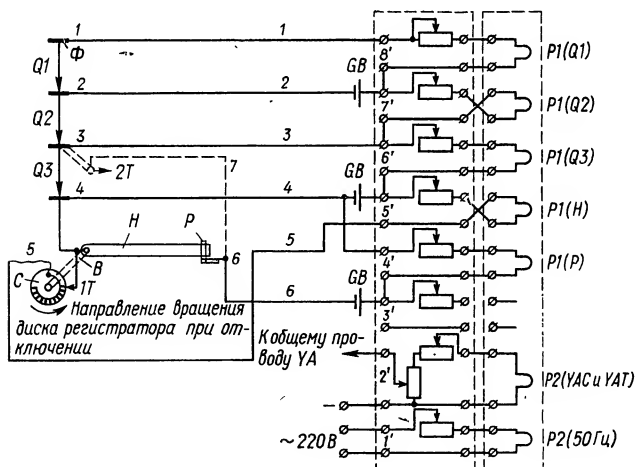 1 1 P1(Q1)
Ф 8'
Q1 GB
2 2 7' P1(Q2)
Q2
3 3 6' P1(Q3)
7
Q3 2T GB
4 4 5' P1(H)
H P 5
5 6 4' P1(P)
B
C 1T 6 GB 3'
Направление вращения
диска регистратора при от-
ключении
К общему про-
воду YA 2' P2(YAC и YAT)
–
~220В 1' P2(50Гц)